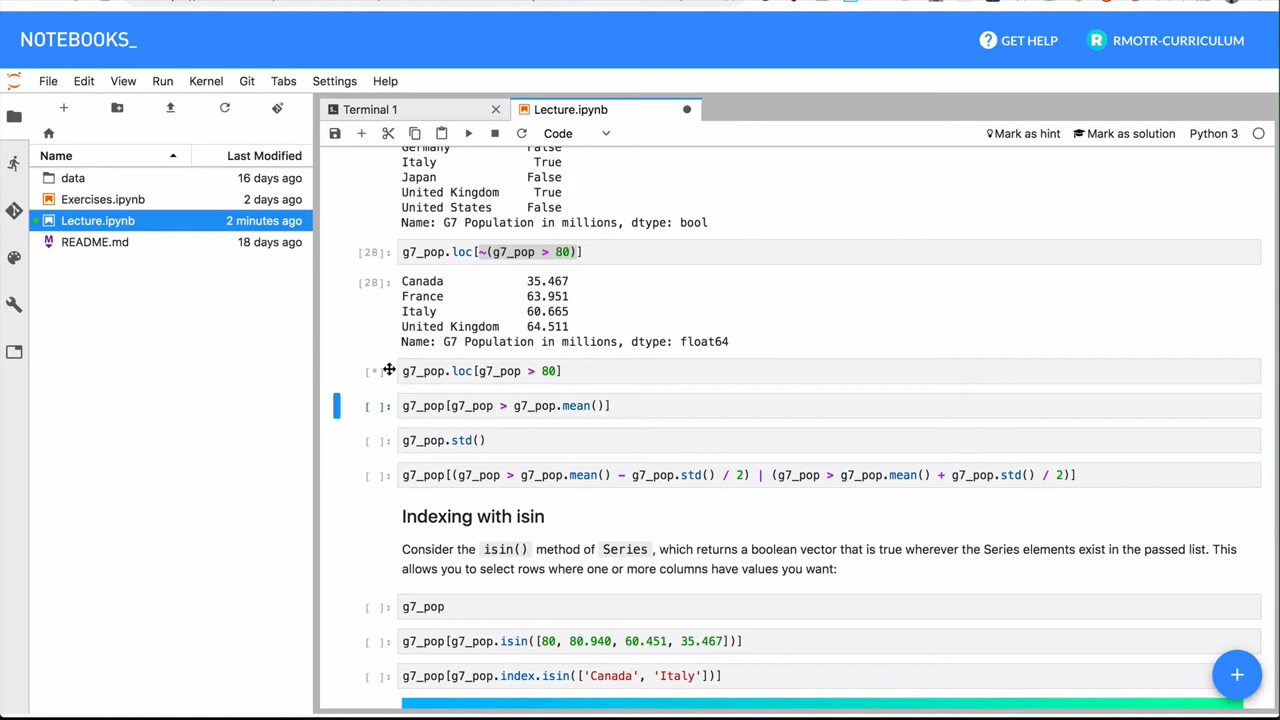 NOTEBOOKS_
GET HELP
R
RMOTR-CURRICULUM
File Edit View Run Kernel Git Tabs Settings Help
Terminal 1
Lecture.ipynb
Code
Mark as hint
Mark as solution
Python 3
Name Last Modified
data 16 days ago
Exercises.ipynb 2 days ago
Lecture.ipynb 2 minutes ago
README.md 18 days ago
Germany False
Italy True
Japan False
United Kingdom True
United States False
Name: G7 Population in millions, dtype: bool
[28]: g7_pop.loc[~(g7_pop > 80)]
[28]: Canada 35.467
France 63.951
Italy 60.665
United Kingdom 64.511
Name: G7 Population in millions, dtype: float64
[*]: g7_pop.loc[g7_pop > 80]
[ ]: g7_pop[g7_pop > g7_pop.mean()]
[ ]: g7_pop.std()
[ ]: g7_pop[(g7_pop > g7_pop.mean() - g7_pop.std() / 2) | (g7_pop > g7_pop.mean() + g7_pop.std() / 2)]
Indexing with isin
Consider the isin() method of Series, which returns a boolean vector that is true wherever the Series elements exist in the passed list. This
allows you to select rows where one or more columns have values you want:
[ ]: g7_pop
[ ]: g7_pop[g7_pop.isin([80, 80.940, 60.451, 35.467])]
[ ]: g7_pop[g7_pop.index.isin(['Canada', 'Italy'])]